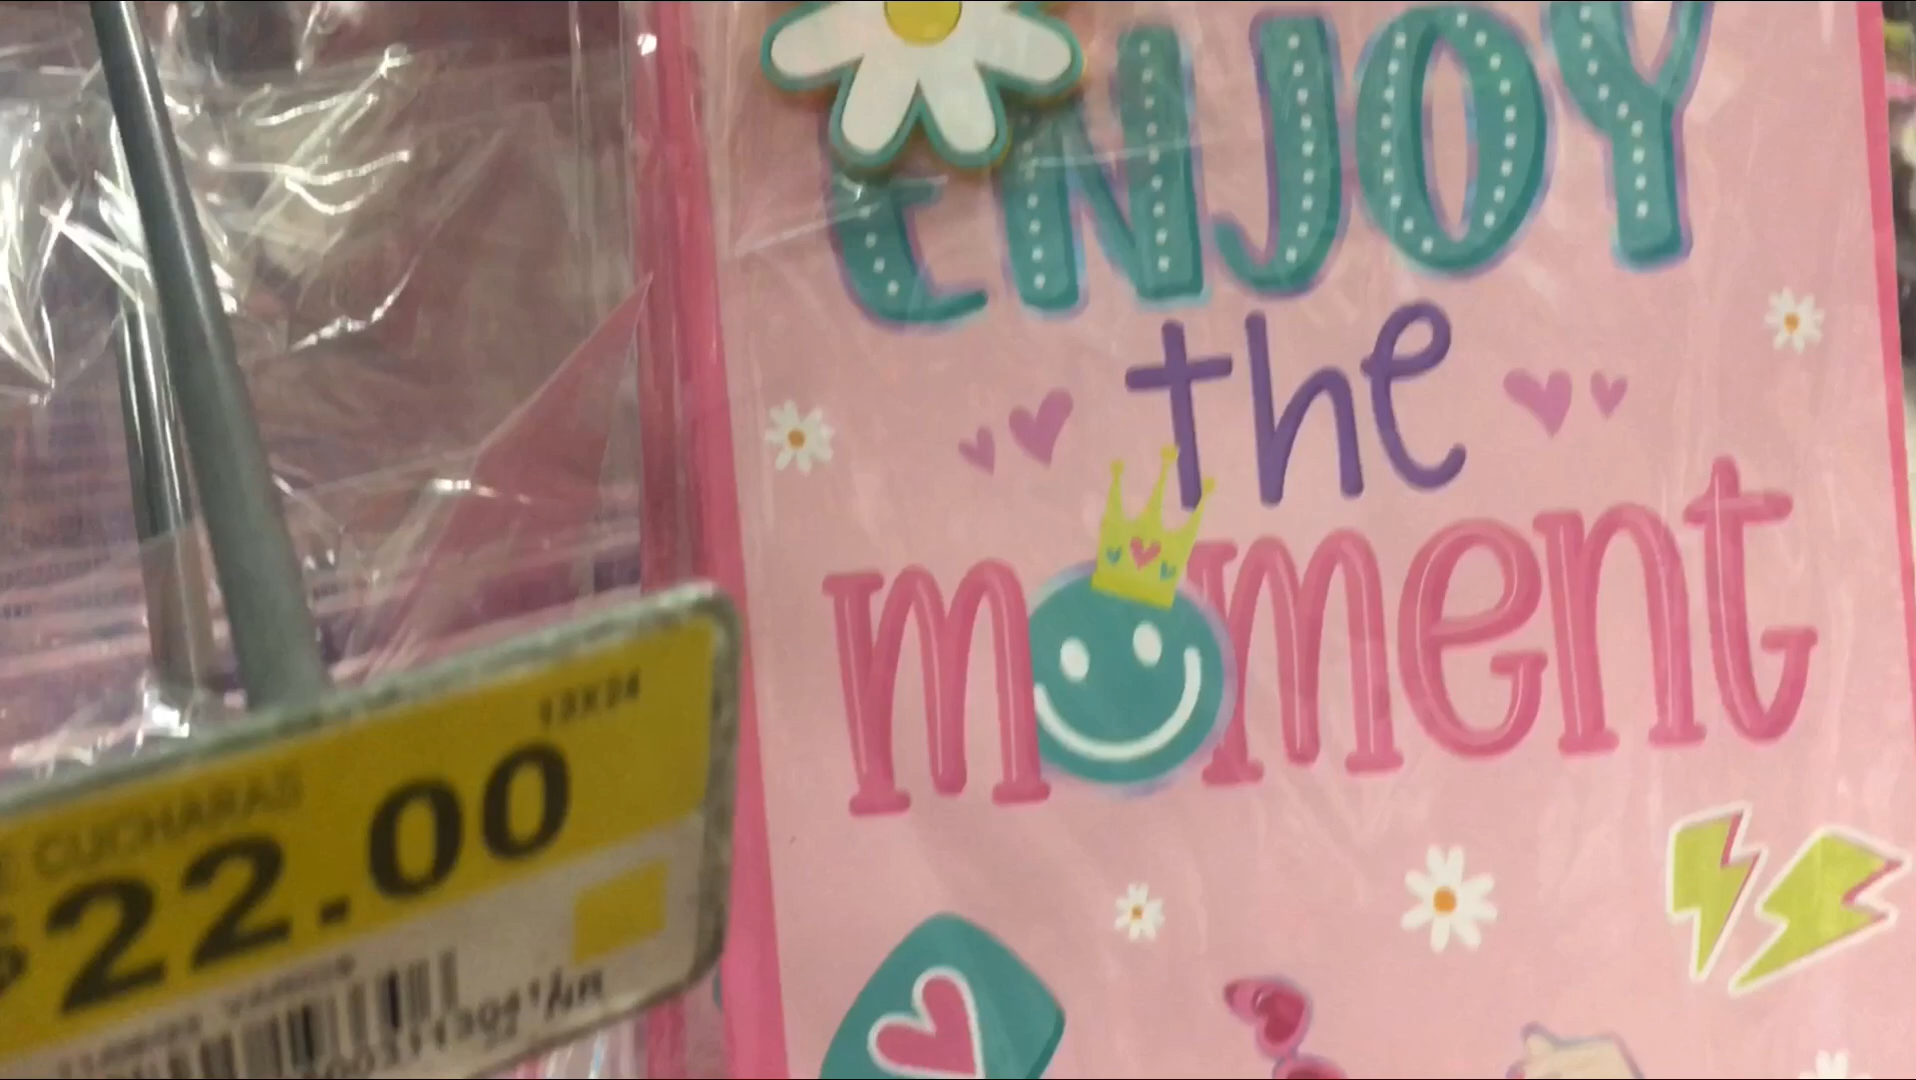 ENJOY
the
moment
13X24
CUCHARAS
$22.00